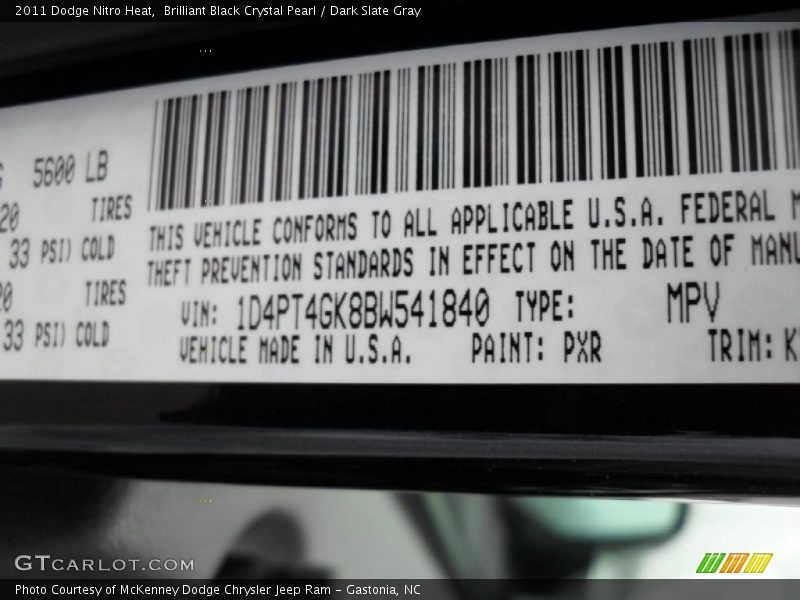 2011 Dodge Nitro Heat,  Brilliant Black Crystal Pearl / Dark Slate Gray
5600 LB
TIRES
THIS VEHICLE CONFORMS TO ALL APPLICABLE U.S.A. FEDERAL
33 PSI) COLD
THEFT PREVENTION STANDARDS IN EFFECT ON THE DATE OF MANU
TIRES
VIN: 1D4PT4GK8BW541840 TYPE: MPV
33 PSI) COLD
VEHICLE MADE IN U.S.A. PAINT: PXR TRIM: K
GTCARLOT.COM
Photo Courtesy of McKenney Dodge Chrysler Jeep Ram - Gastonia, NC